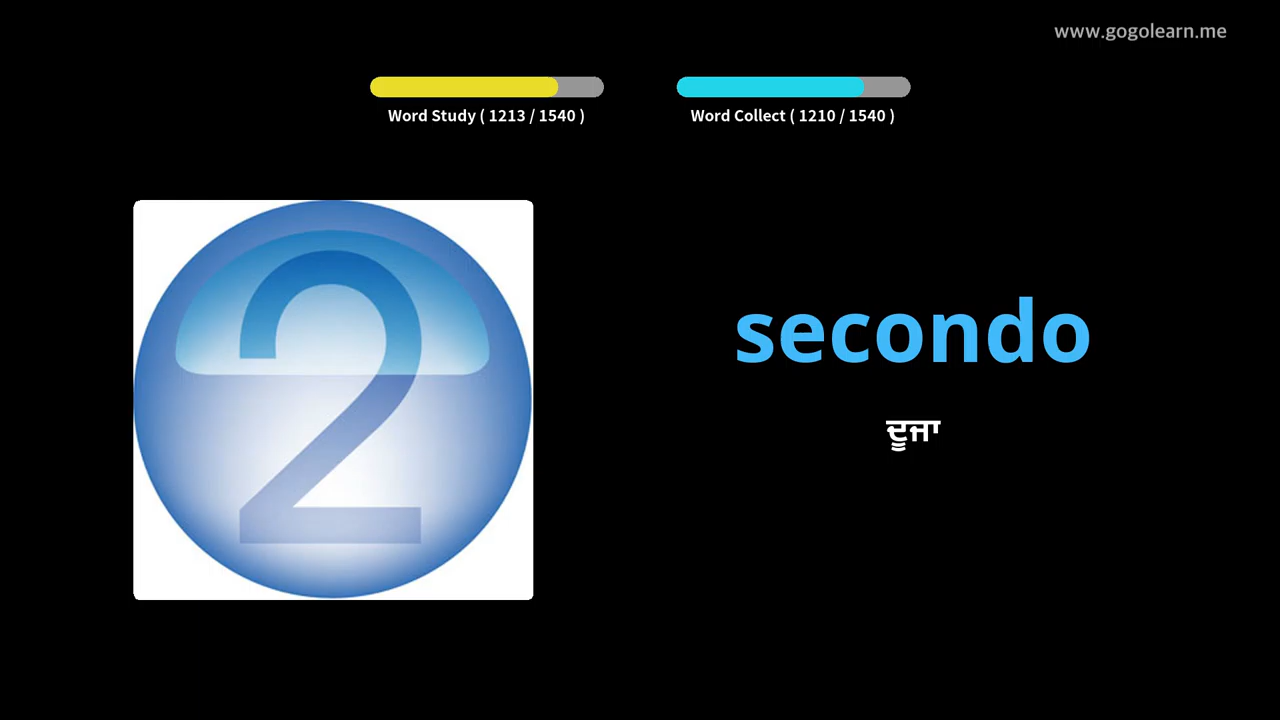 www.gogolearn.me
Word Study ( 1213 / 1540 )
Word Collect ( 1210 / 1540 )
2
secondo
ਦੂਜਾ